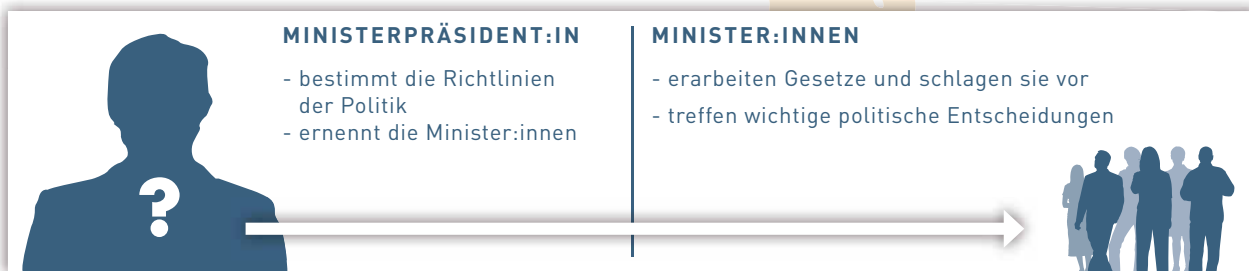 MINISTERPRÄSIDENT:IN
- bestimmt die Richtlinien
der Politik
- ernennt die Minister:innen
MINISTER:INNEN
- erarbeiten Gesetze und schlagen sie vor
- treffen wichtige politische Entscheidungen
?